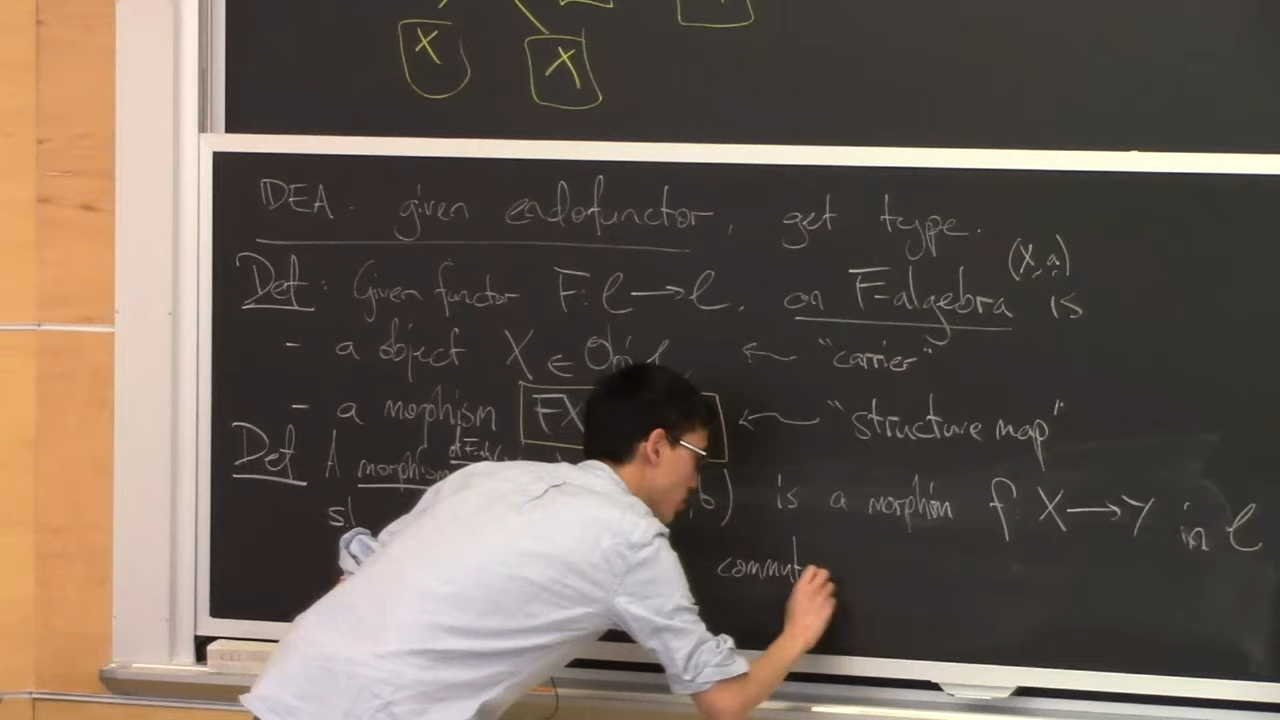 X X
IDEA. given endofunctor, get type.
(X, a)
Def: Given functor F: C → C, an F-algebra is
- a object X ∈ Ob C ← "carrier"
- a morphism FX ← "structure map"
of F-alg
Def A morphism b) is a morphism f: X → Y in C
s.t commut